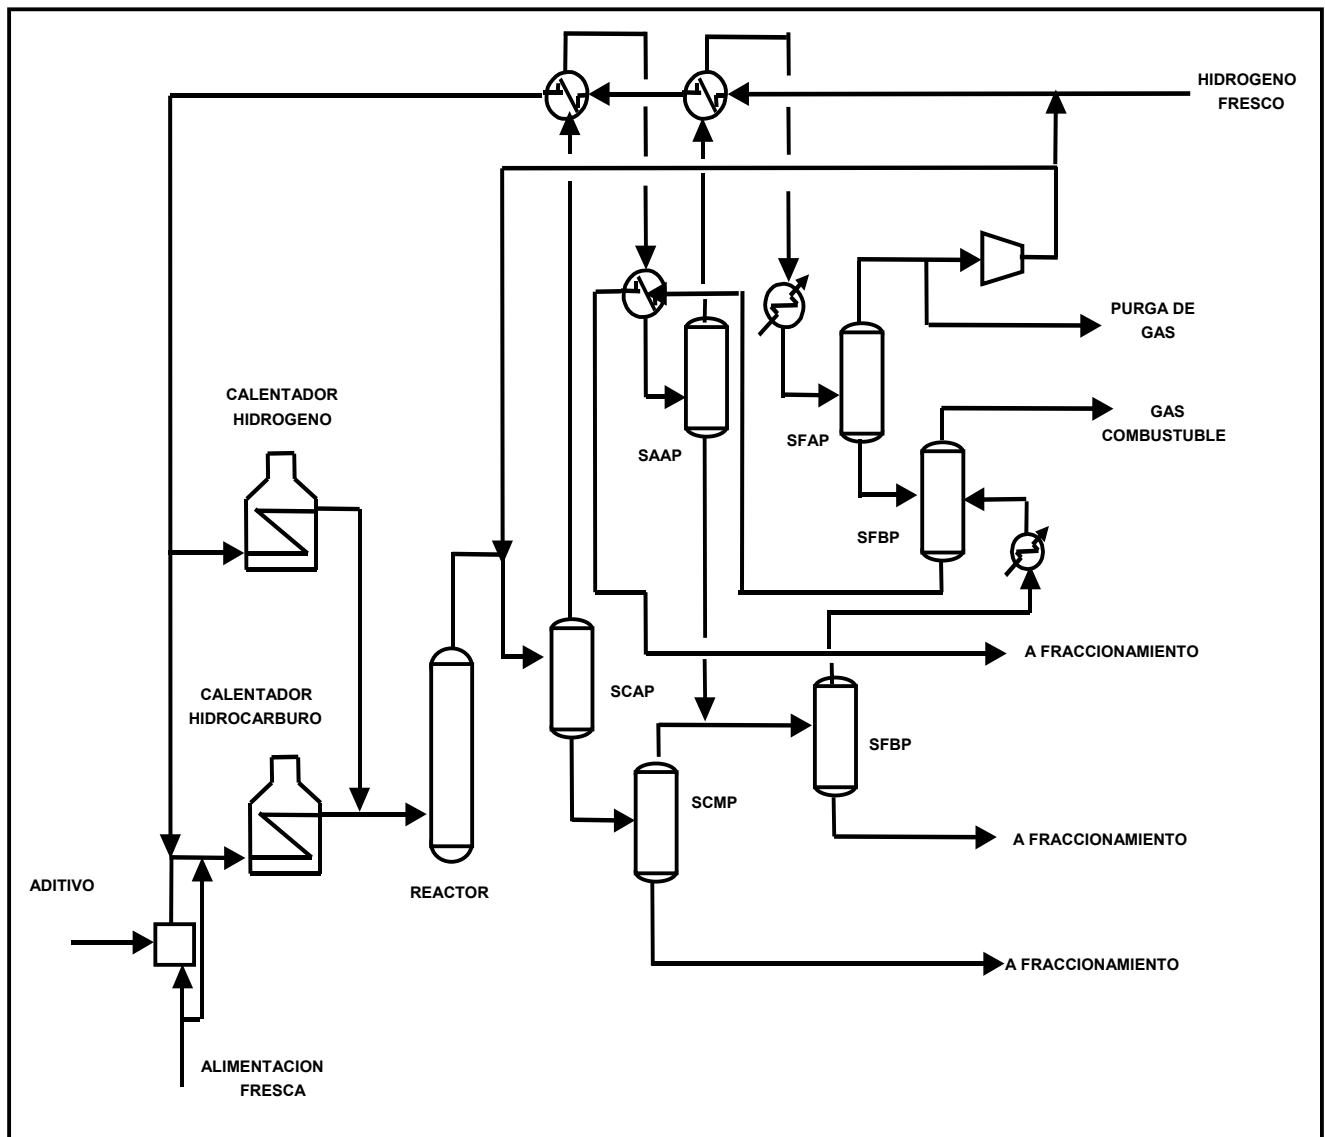 HIDROGENO
FRESCO
PURGA DE
GAS
CALENTADOR
HIDROGENO
GAS
COMBUSTUBLE
SAAP
SFAP
SFBP
A FRACCIONAMIENTO
CALENTADOR
HIDROCARBURO
SCAP
SFBP
SCMP
A FRACCIONAMIENTO
ADITIVO
REACTOR
A FRACCIONAMIENTO
ALIMENTACION
FRESCA